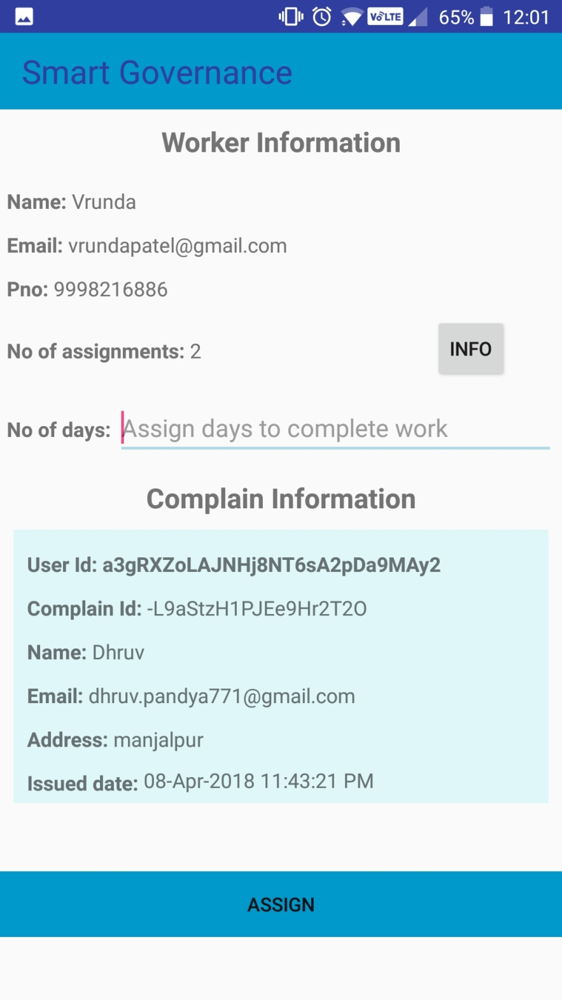 VoLTE 65% 12:01
Smart Governance
Worker Information
Name: Vrunda
Email: vrundapatel@gmail.com
Pno: 9998216886
No of assignments: 2 INFO
No of days: Assign days to complete work
Complain Information
User Id: a3gRXZoLAJNHj8NT6sA2pDa9MAy2
Complain Id: -L9aStzH1PJEe9Hr2T2O
Name: Dhruv
Email: dhruv.pandya771@gmail.com
Address: manjalpur
Issued date: 08-Apr-2018 11:43:21 PM
ASSIGN